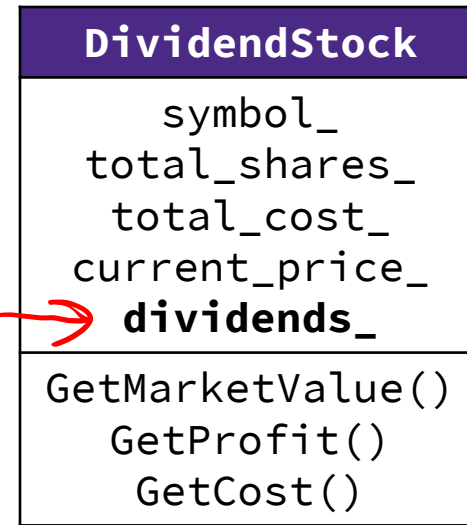 DividendStock
symbol_
total_shares_
total_cost_
current_price_
dividends_
GetMarketValue()
GetProfit()
GetCost()